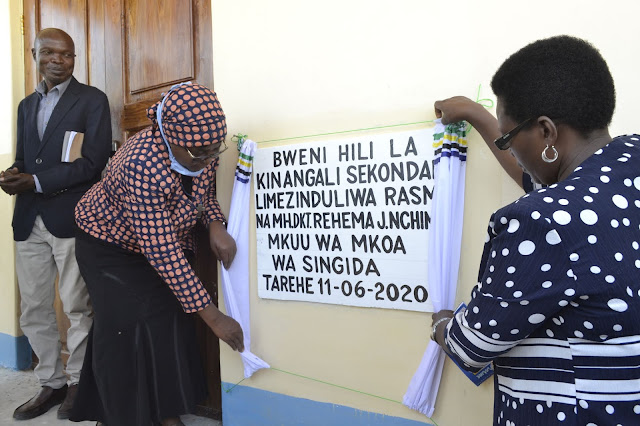 BWENI HILI LA
KINANGALI SEKONDAR
LIMEZINDULIWA RASM
NA MH.DKT.REHEMA J.NCHIM
MKUU WA MKOA
WA SINGIDA
TAREHE 11-06-2020